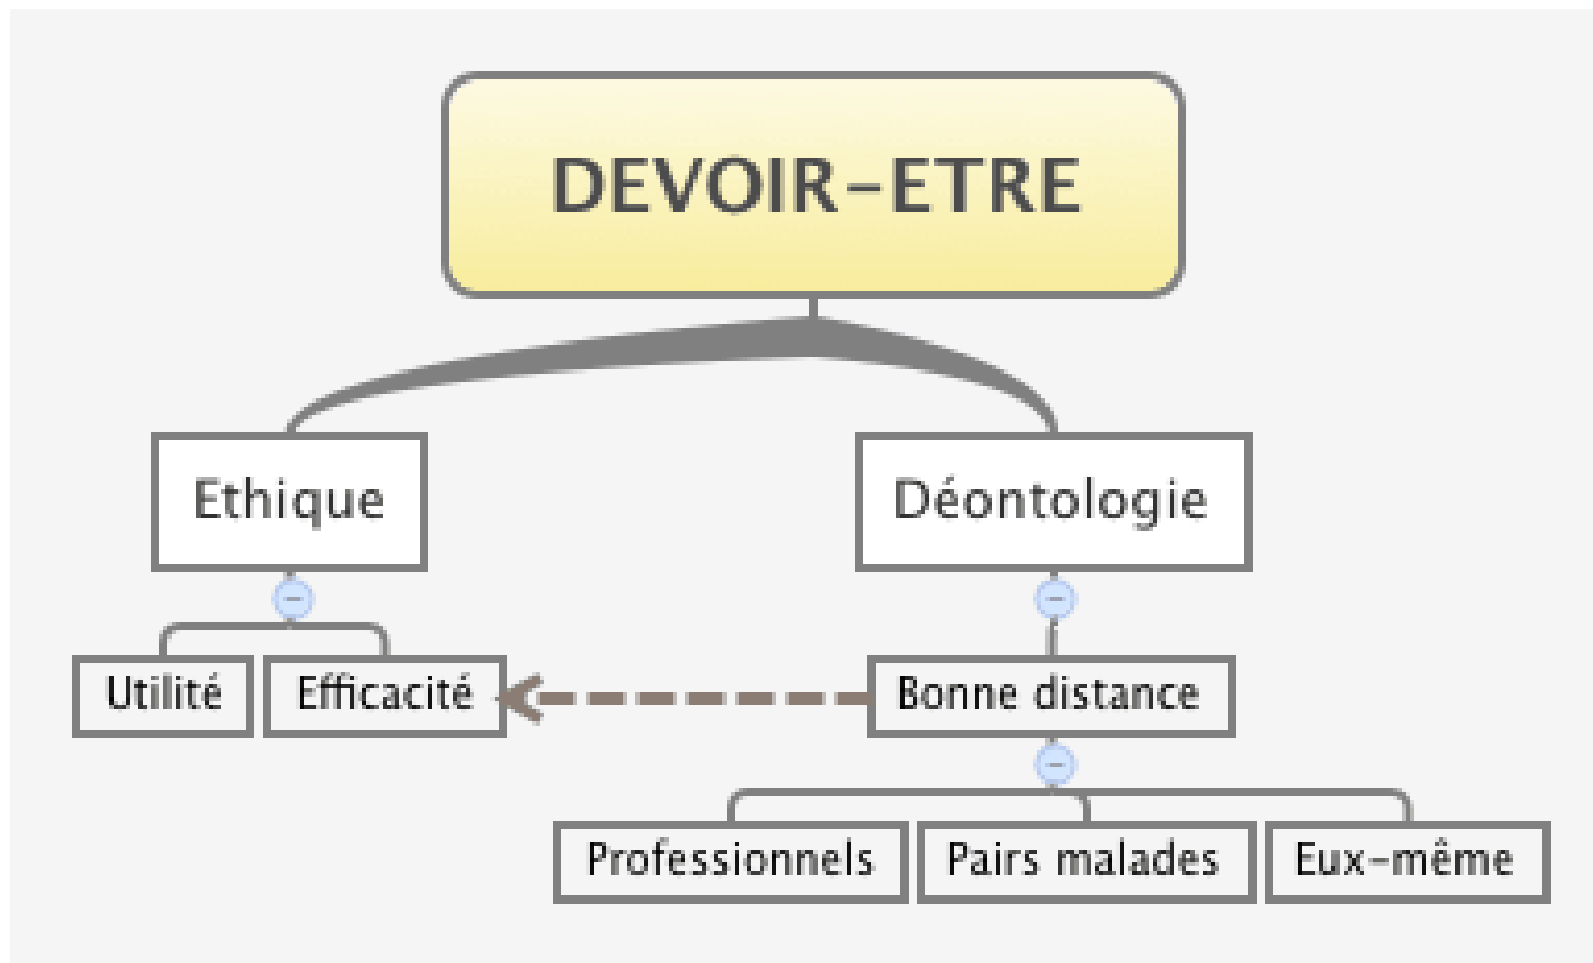 DEVOIR-ETRE
Ethique
Déontologie
Utilité
Efficacité
Bonne distance
Professionnels
Pairs malades
Eux-même